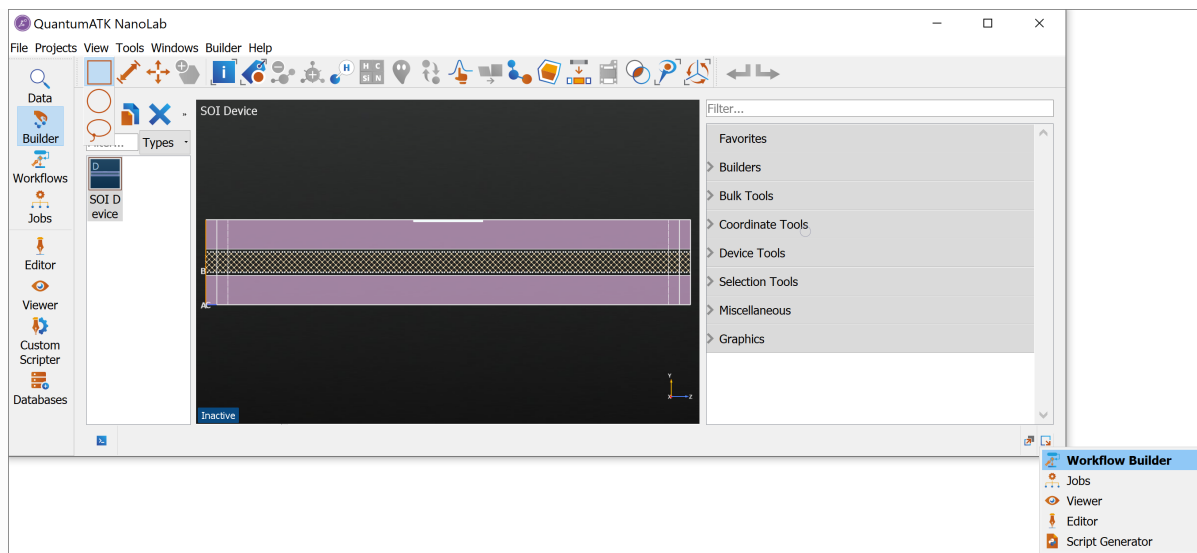 QuantumATK NanoLab
File Projects View Tools Windows Builder Help
Data
Builder
Workflows
Jobs
Editor
Viewer
Custom
Scripter
Databases
Types
D
SOI D
evice
SOI Device
B
A
Y
X
Z
Inactive
i
H
H C
Si N
Filter...
Favorites
Builders
Bulk Tools
Coordinate Tools
Device Tools
Selection Tools
Miscellaneous
Graphics
Workflow Builder
Jobs
Viewer
Editor
Script Generator